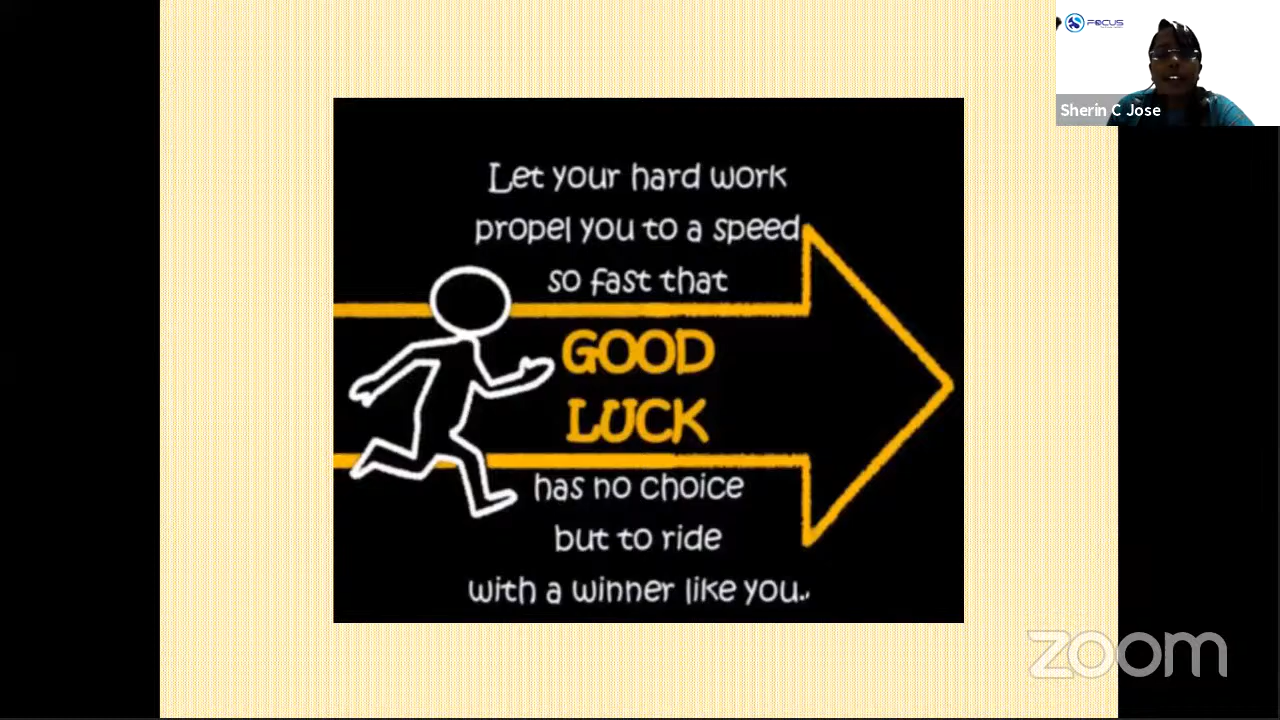 FOCUS
Sherin C Jose
Let your hard work
propel you to a speed
so fast that
GOOD
LUCK
has no choice
but to ride
with a winner like you..
zoom